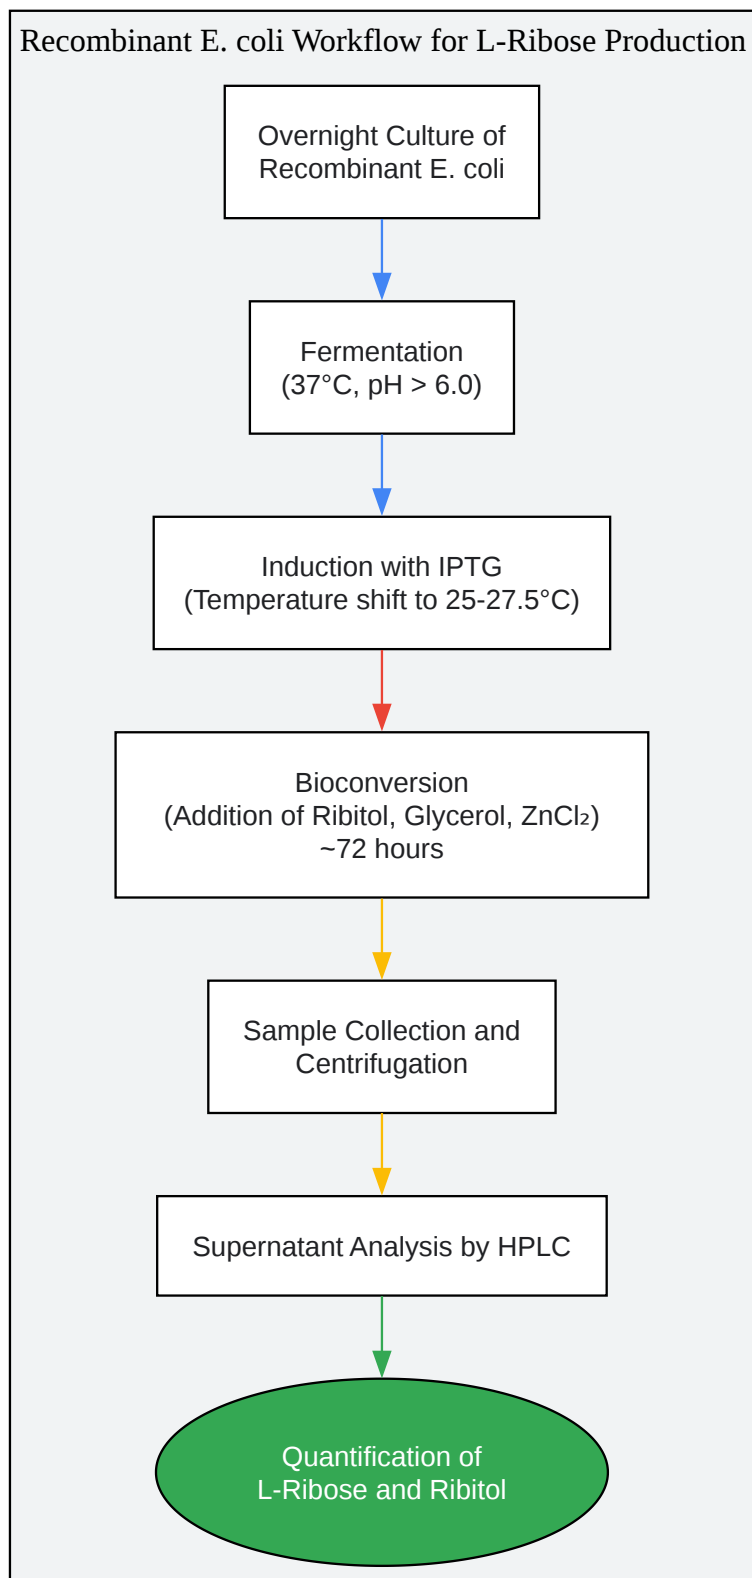 Recombinant E. coli Workflow for L-Ribose Production
Overnight Culture of
Recombinant E. coli
Fermentation
(37°C, pH > 6.0)
Induction with IPTG
(Temperature shift to 25-27.5°C)
Bioconversion
(Addition of Ribitol, Glycerol, ZnCl₂)
~72 hours
Sample Collection and
Centrifugation
Supernatant Analysis by HPLC
Quantification of
L-Ribose and Ribitol